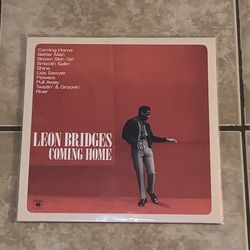 Coming Home
Better Man
Brown Skin Girl
Smooth Sailin'
Shine
Lisa Sawyer
Flowers
Pull Away
Twistin' & Groovin'
River
LEON BRIDGES
COMING HOME